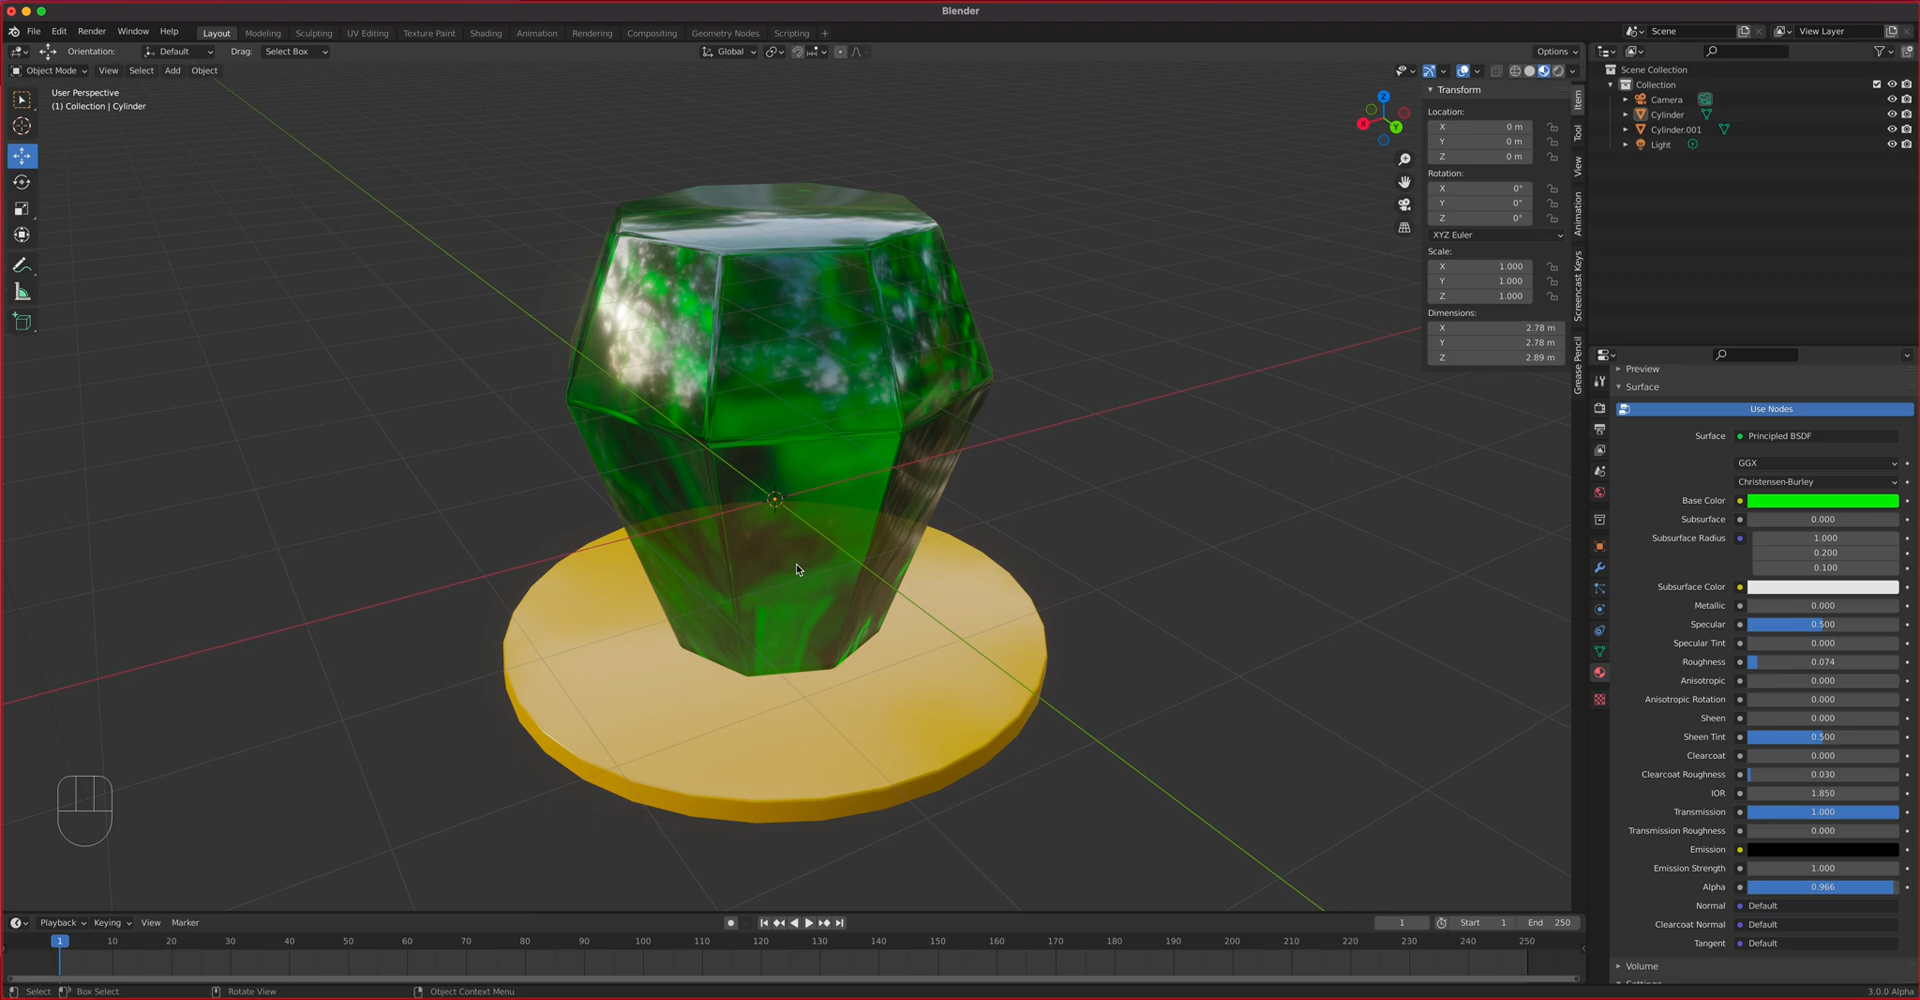 Blender
File Edit Render Window Help Layout Modeling Sculpting UV Editing Texture Paint Shading Animation Rendering Compositing Geometry Nodes Scripting + Scene View Layer
Orientation: Default Drag: Select Box Global Options
Object Mode View Select Add Object
User Perspective
(1) Collection | Cylinder
Z
X
Y
Transform
Location:
X 0 m
Y 0 m
Z 0 m
Rotation:
X 0°
Y 0°
Z 0°
XYZ Euler
Scale:
X 1.000
Y 1.000
Z 1.000
Dimensions:
X 2.78 m
Y 2.78 m
Z 2.89 m
Item
Tool
View
Animation
Screencast Keys
Grease Pencil
Scene Collection
Collection
Camera
Cylinder
Cylinder.001
Light
Preview
Surface
Use Nodes
Surface Principled BSDF
GGX
Christensen-Burley
Base Color
Subsurface 0.000
Subsurface Radius 1.000
0.200
0.100
Subsurface Color
Metallic 0.000
Specular 0.500
Specular Tint 0.000
Roughness 0.074
Anisotropic 0.000
Anisotropic Rotation 0.000
Sheen 0.000
Sheen Tint 0.500
Clearcoat 0.000
Clearcoat Roughness 0.030
IOR 1.850
Transmission 1.000
Transmission Roughness 0.000
Emission
Emission Strength 1.000
Alpha 0.966
Normal Default
Clearcoat Normal Default
Tangent Default
Volume
Playback Keying View Marker 1 Start 1 End 250
1 10 20 30 40 50 60 70 80 90 100 110 120 130 140 150 160 170 180 190 200 210 220 230 240 250
Select Box Select Rotate View Object Context Menu 3.0.0 Alpha